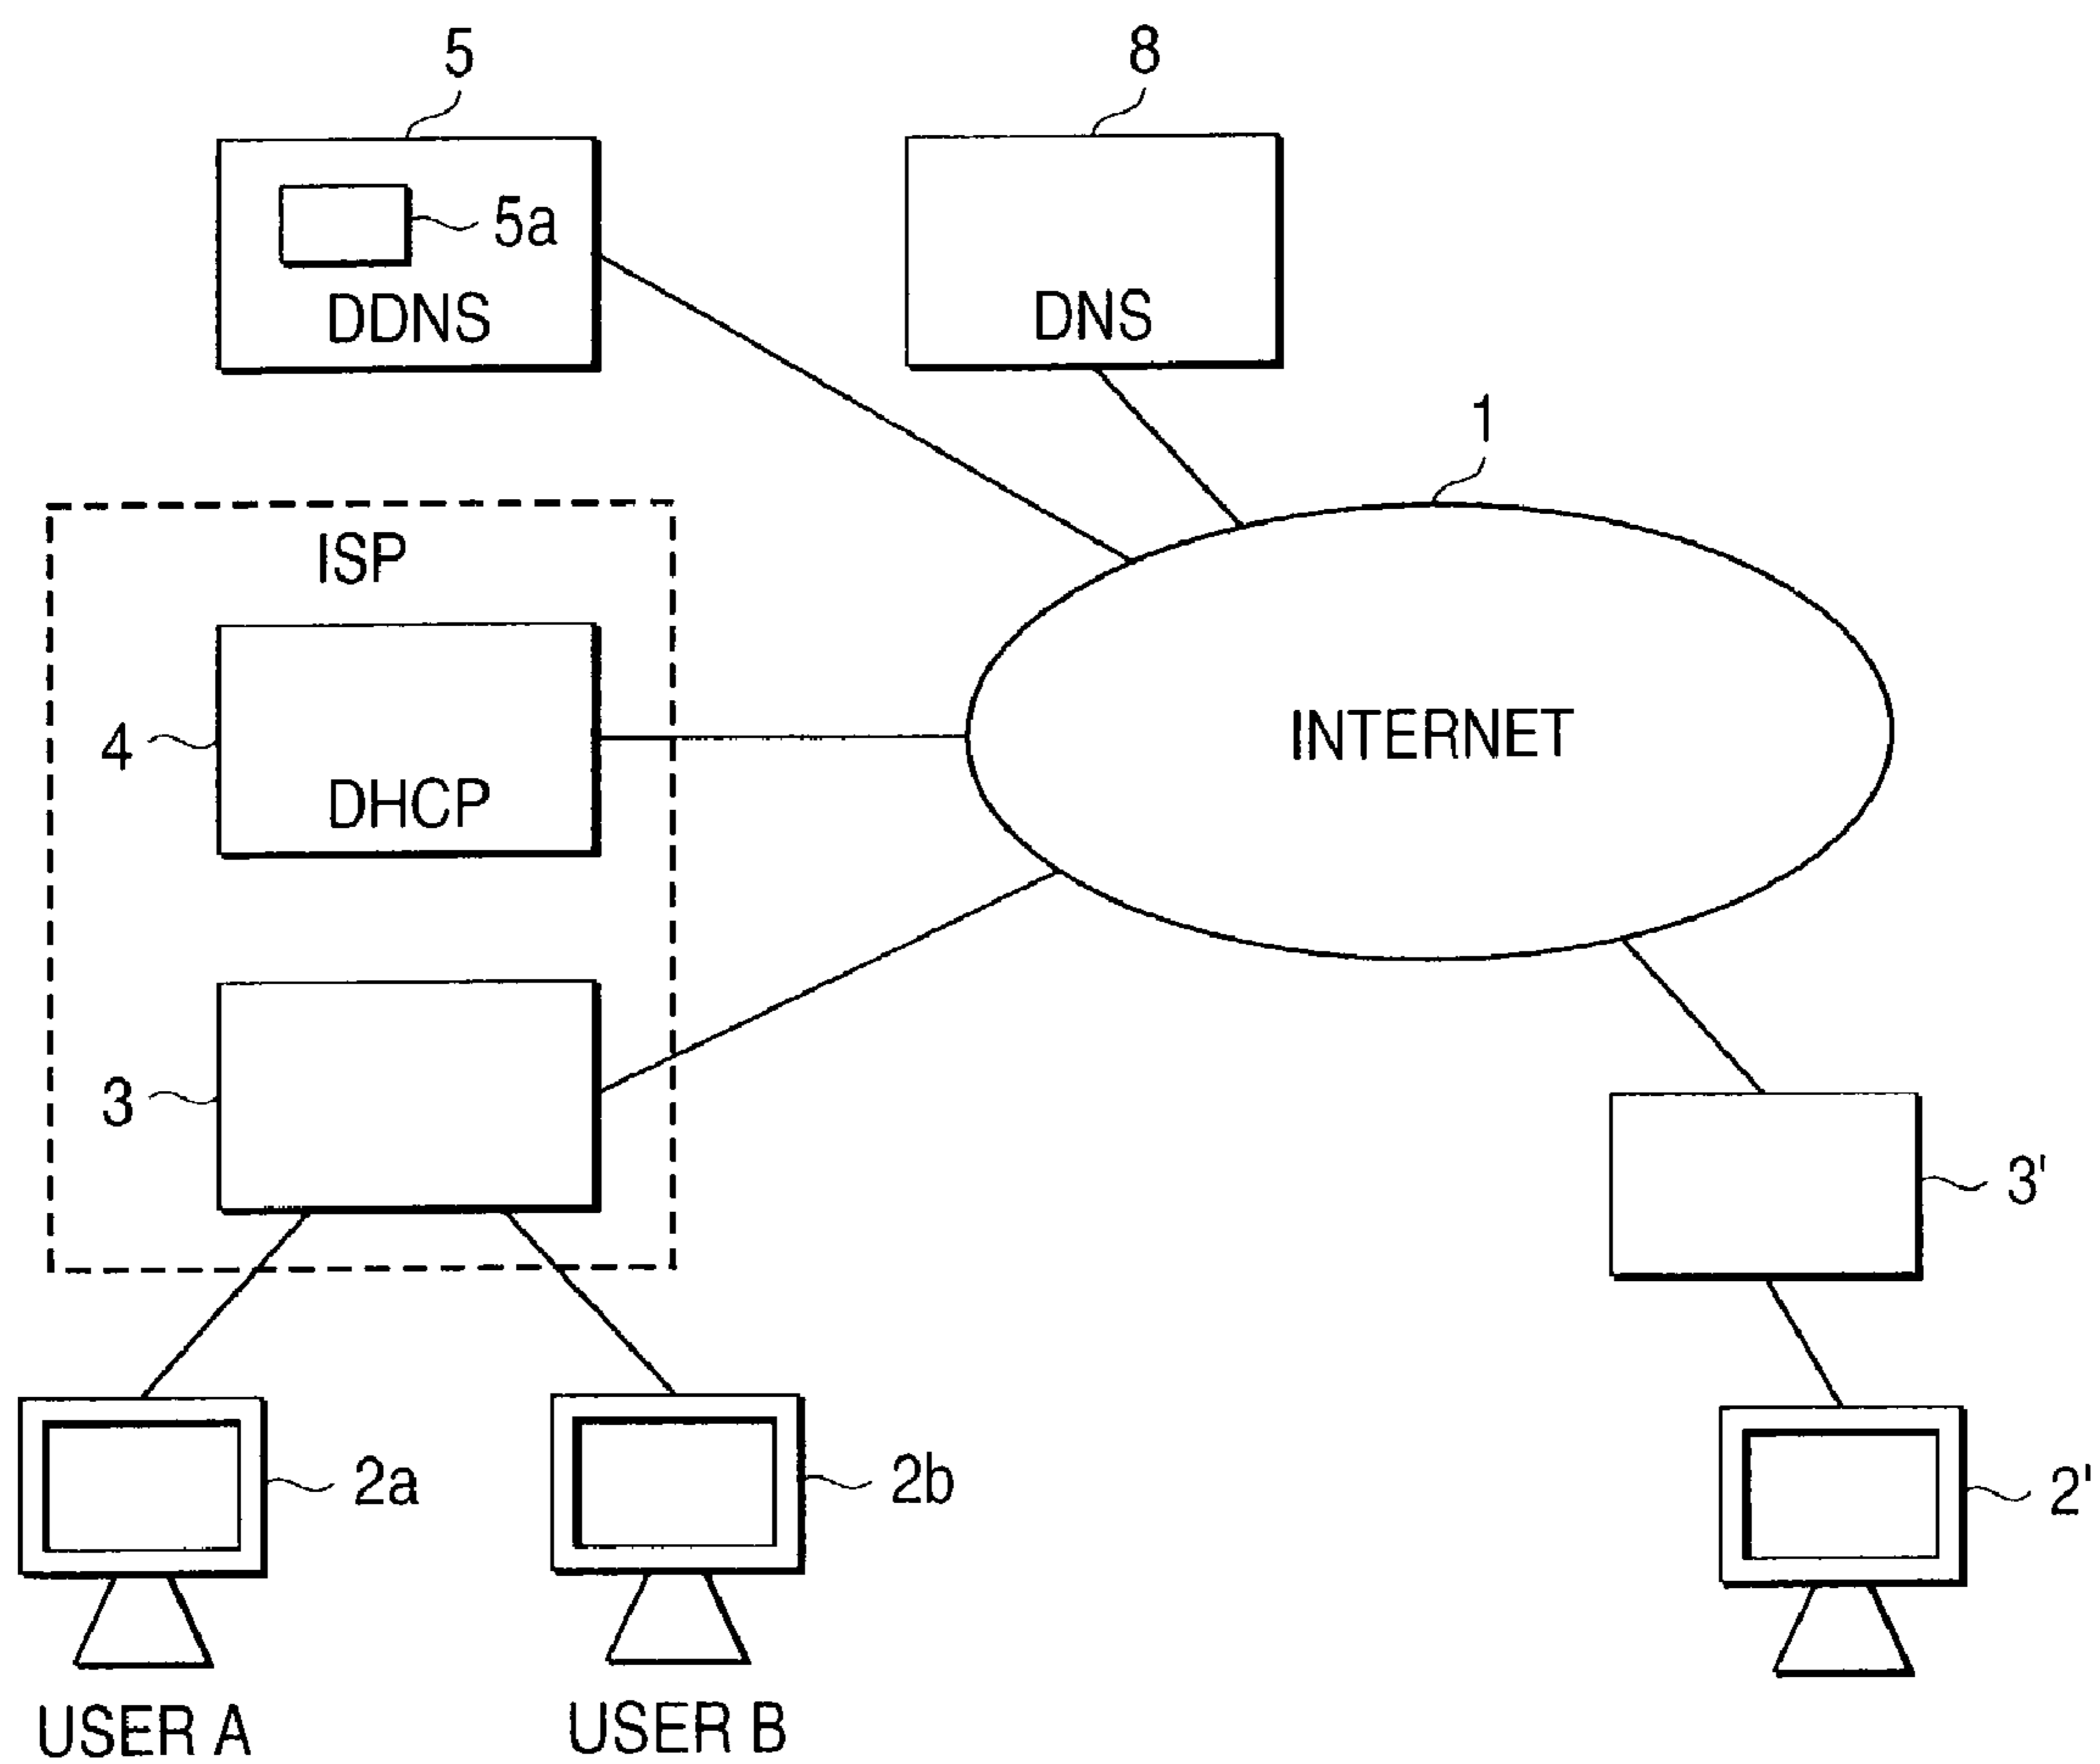 5
8
5a
DDNS
DNS
1
ISP
INTERNET
4
DHCP
3
3'
2a
2b
2'
USER A
USER B